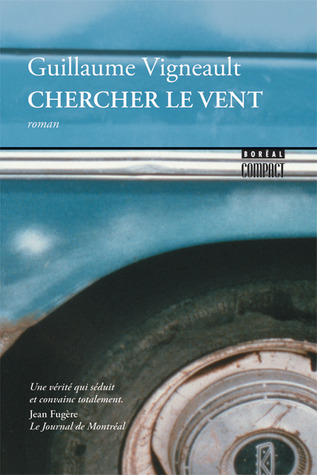 Guillaume Vigneault
CHERCHER LE VENT
roman
BORÉAL
COMPACT
Une vérité qui séduit
et convainc totalement.
Jean Fugère
Le Journal de Montréal